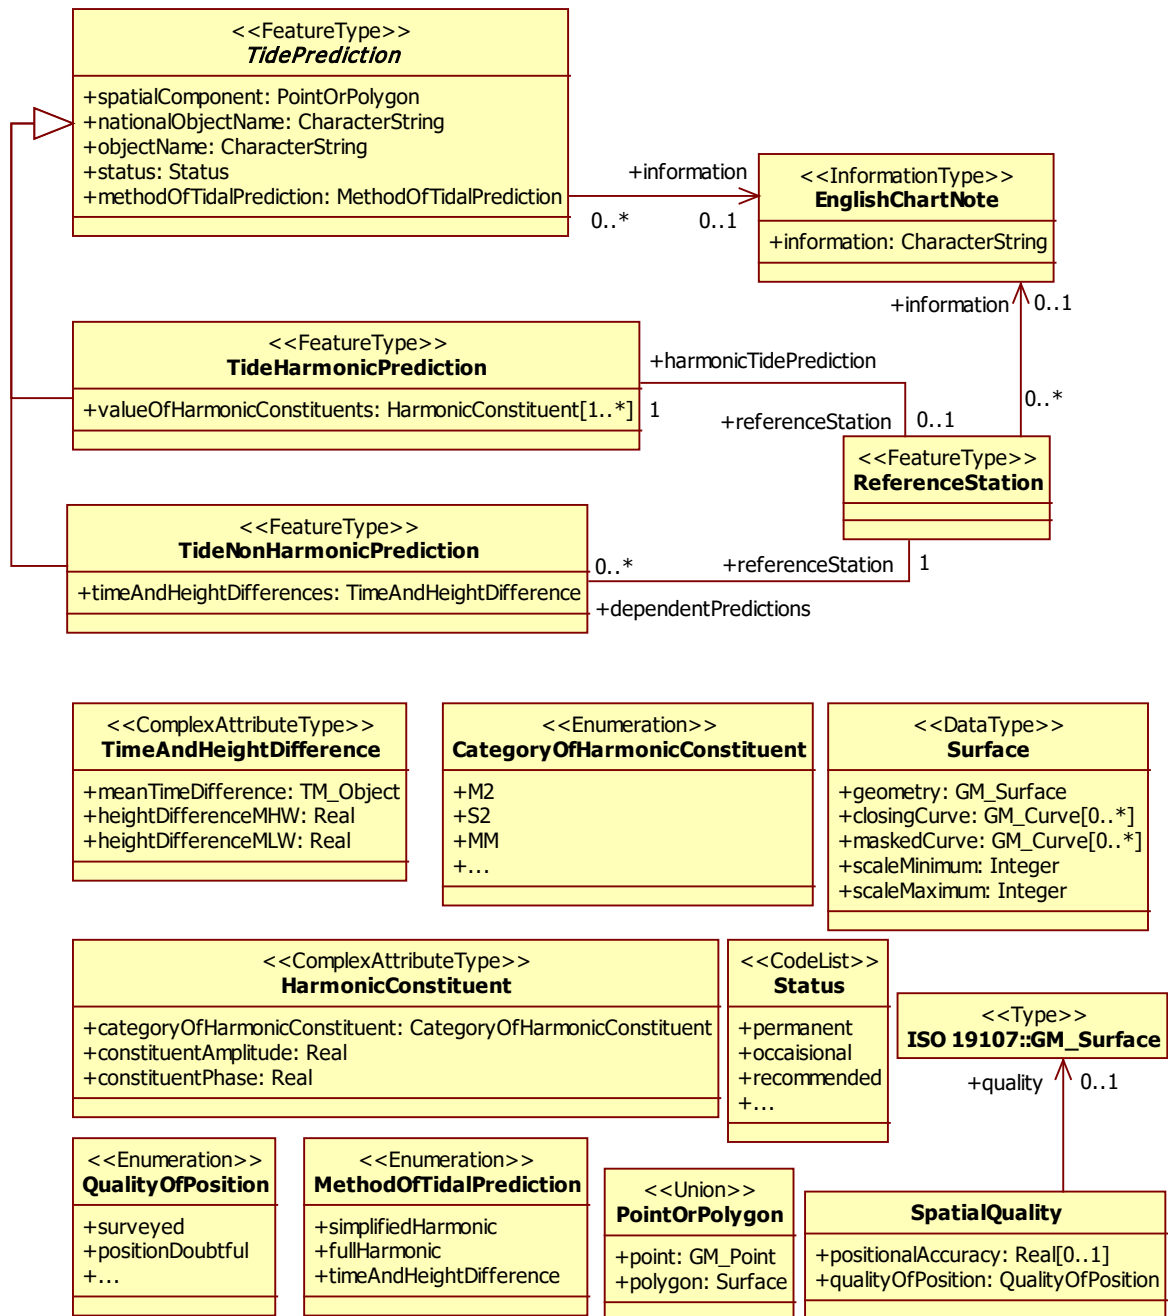 <<FeatureType>>
TidePrediction
+spatialComponent: PointOrPolygon
+nationalObjectName: CharacterString
+objectName: CharacterString
+status: Status
+methodOfTidalPrediction: MethodOfTidalPrediction
+information
0..*
0..1
<<InformationType>>
EnglishChartNote
+information: CharacterString
+information
0..1
0..*
<<FeatureType>>
TideHarmonicPrediction
+valueOfHarmonicConstituents: HarmonicConstituent[1..*]
+harmonicTidePrediction
1
+referenceStation
0..1
<<FeatureType>>
ReferenceStation
<<FeatureType>>
TideNonHarmonicPrediction
+timeAndHeightDifferences: TimeAndHeightDifference
0..*
+dependentPredictions
+referenceStation
1
<<ComplexAttributeType>>
TimeAndHeightDifference
+meanTimeDifference: TM_Object
+heightDifferenceMHW: Real
+heightDifferenceMLW: Real
<<Enumeration>>
CategoryOfHarmonicConstituent
+M2
+S2
+MM
+...
<<DataType>>
Surface
+geometry: GM_Surface
+closingCurve: GM_Curve[0..*]
+maskedCurve: GM_Curve[0..*]
+scaleMinimum: Integer
+scaleMaximum: Integer
<<ComplexAttributeType>>
HarmonicConstituent
+categoryOfHarmonicConstituent: CategoryOfHarmonicConstituent
+constituentAmplitude: Real
+constituentPhase: Real
<<CodeList>>
Status
+permanent
+occaisional
+recommended
+...
<<Type>>
ISO 19107::GM_Surface
+quality
0..1
<<Enumeration>>
QualityOfPosition
+surveyed
+positionDoubtful
+...
<<Enumeration>>
MethodOfTidalPrediction
+simplifiedHarmonic
+fullHarmonic
+timeAndHeightDifference
<<Union>>
PointOrPolygon
+point: GM_Point
+polygon: Surface
SpatialQuality
+positionalAccuracy: Real[0..1]
+qualityOfPosition: QualityOfPosition